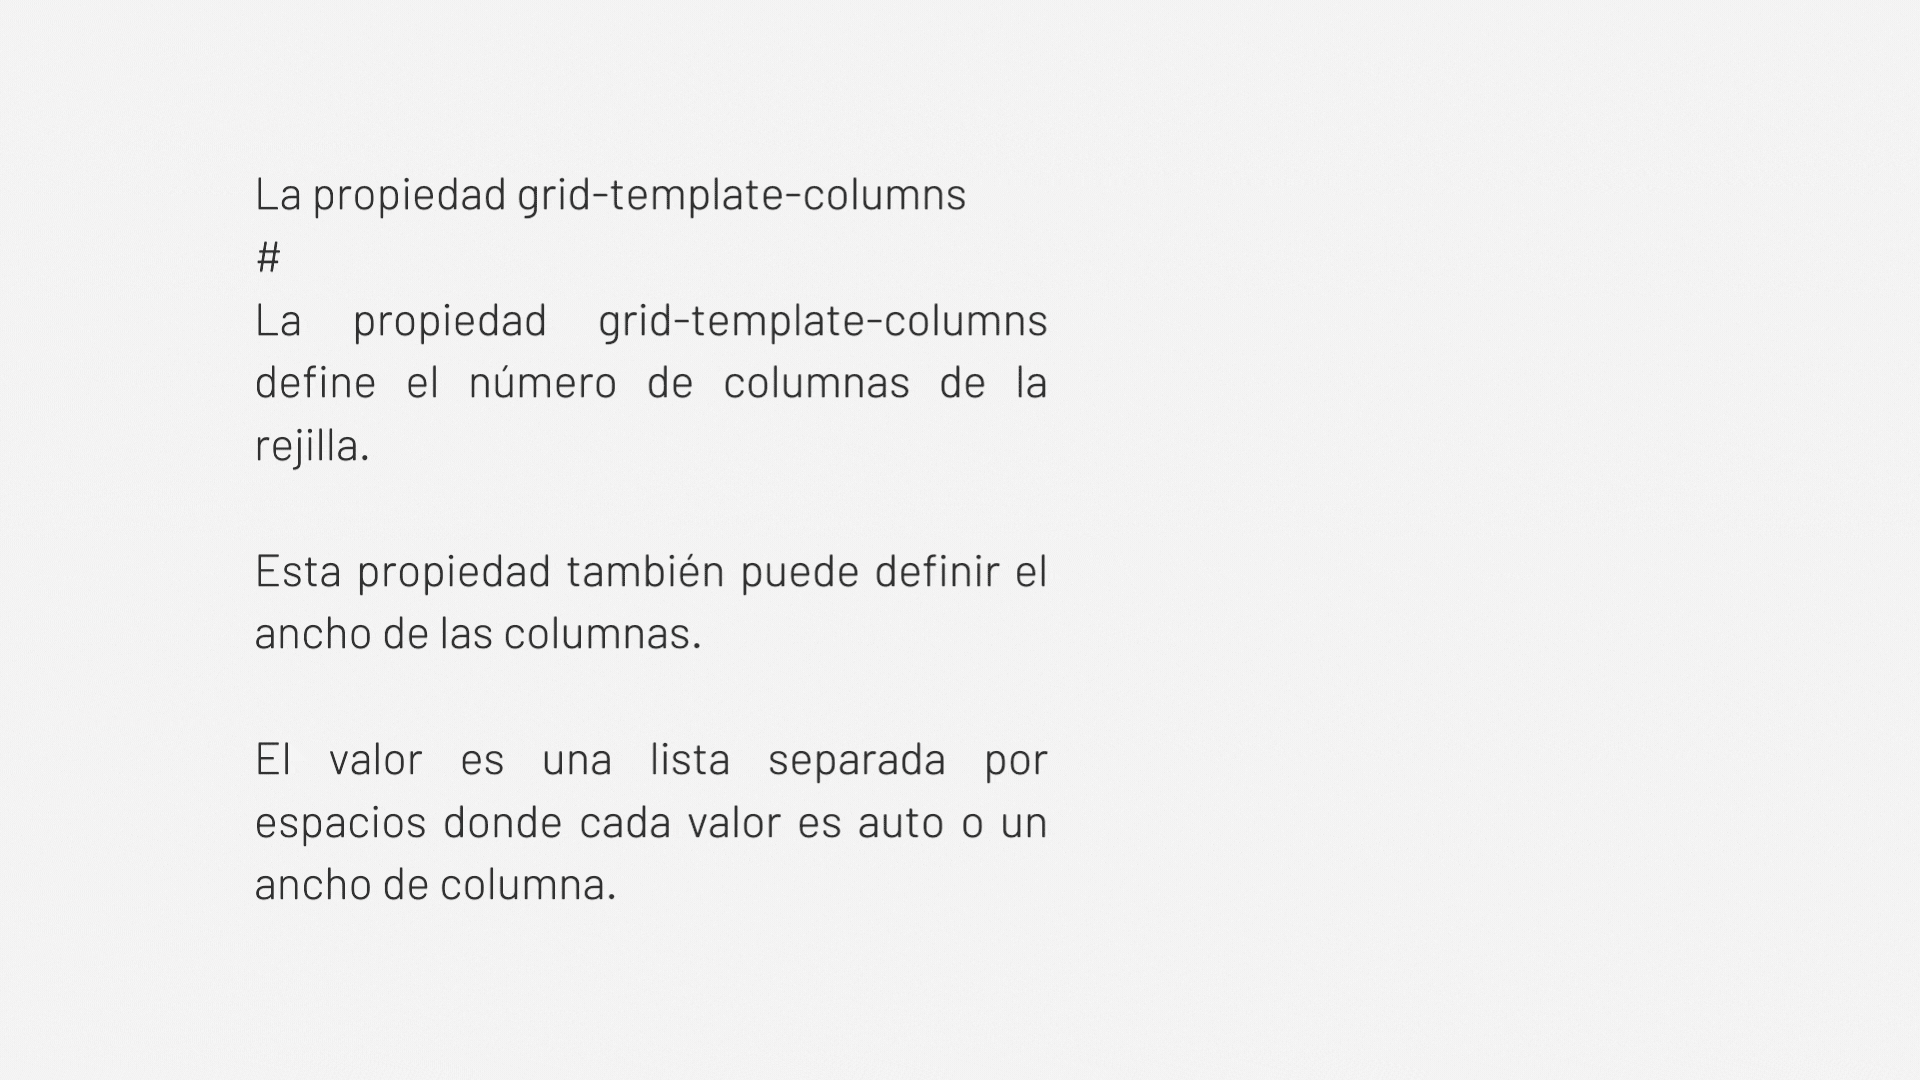 La propiedad grid-template-columns
#
La propiedad grid-template-columns
define el número de columnas de la
rejilla.
Esta propiedad también puede definir el
ancho de las columnas.
El valor es una lista separada por
espacios donde cada valor es auto o un
ancho de columna.